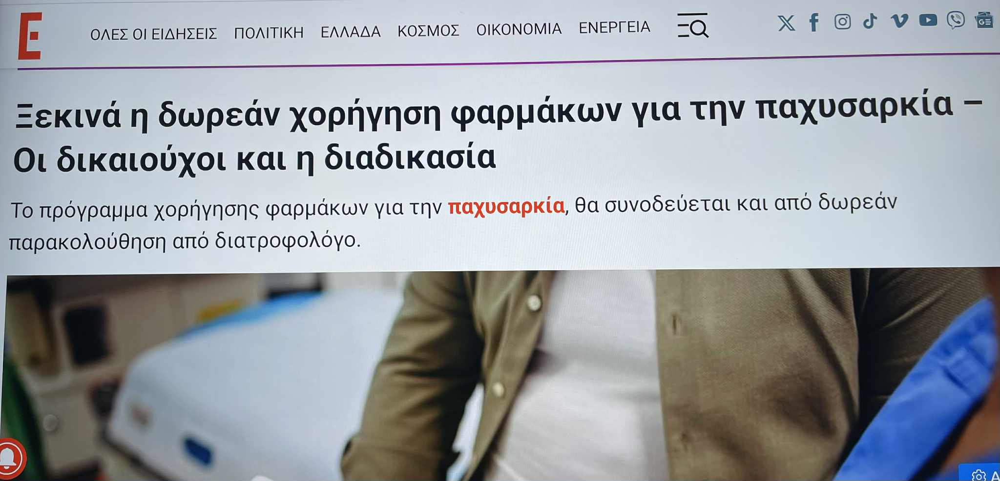 E
ΟΛΕΣ ΟΙ ΕΙΔΗΣΕΙΣ ΠΟΛΙΤΙΚΗ ΕΛΛΑΔΑ ΚΟΣΜΟΣ ΟΙΚΟΝΟΜΙΑ ΕΝΕΡΓΕΙΑ
GE
Ξεκινά η δωρεάν χορήγηση φαρμάκων για την παχυσαρκία –
Οι δικαιούχοι και η διαδικασία
Το πρόγραμμα χορήγησης φαρμάκων για την παχυσαρκία, θα συνοδεύεται και από δωρεάν
παρακολούθηση από διατροφολόγο.